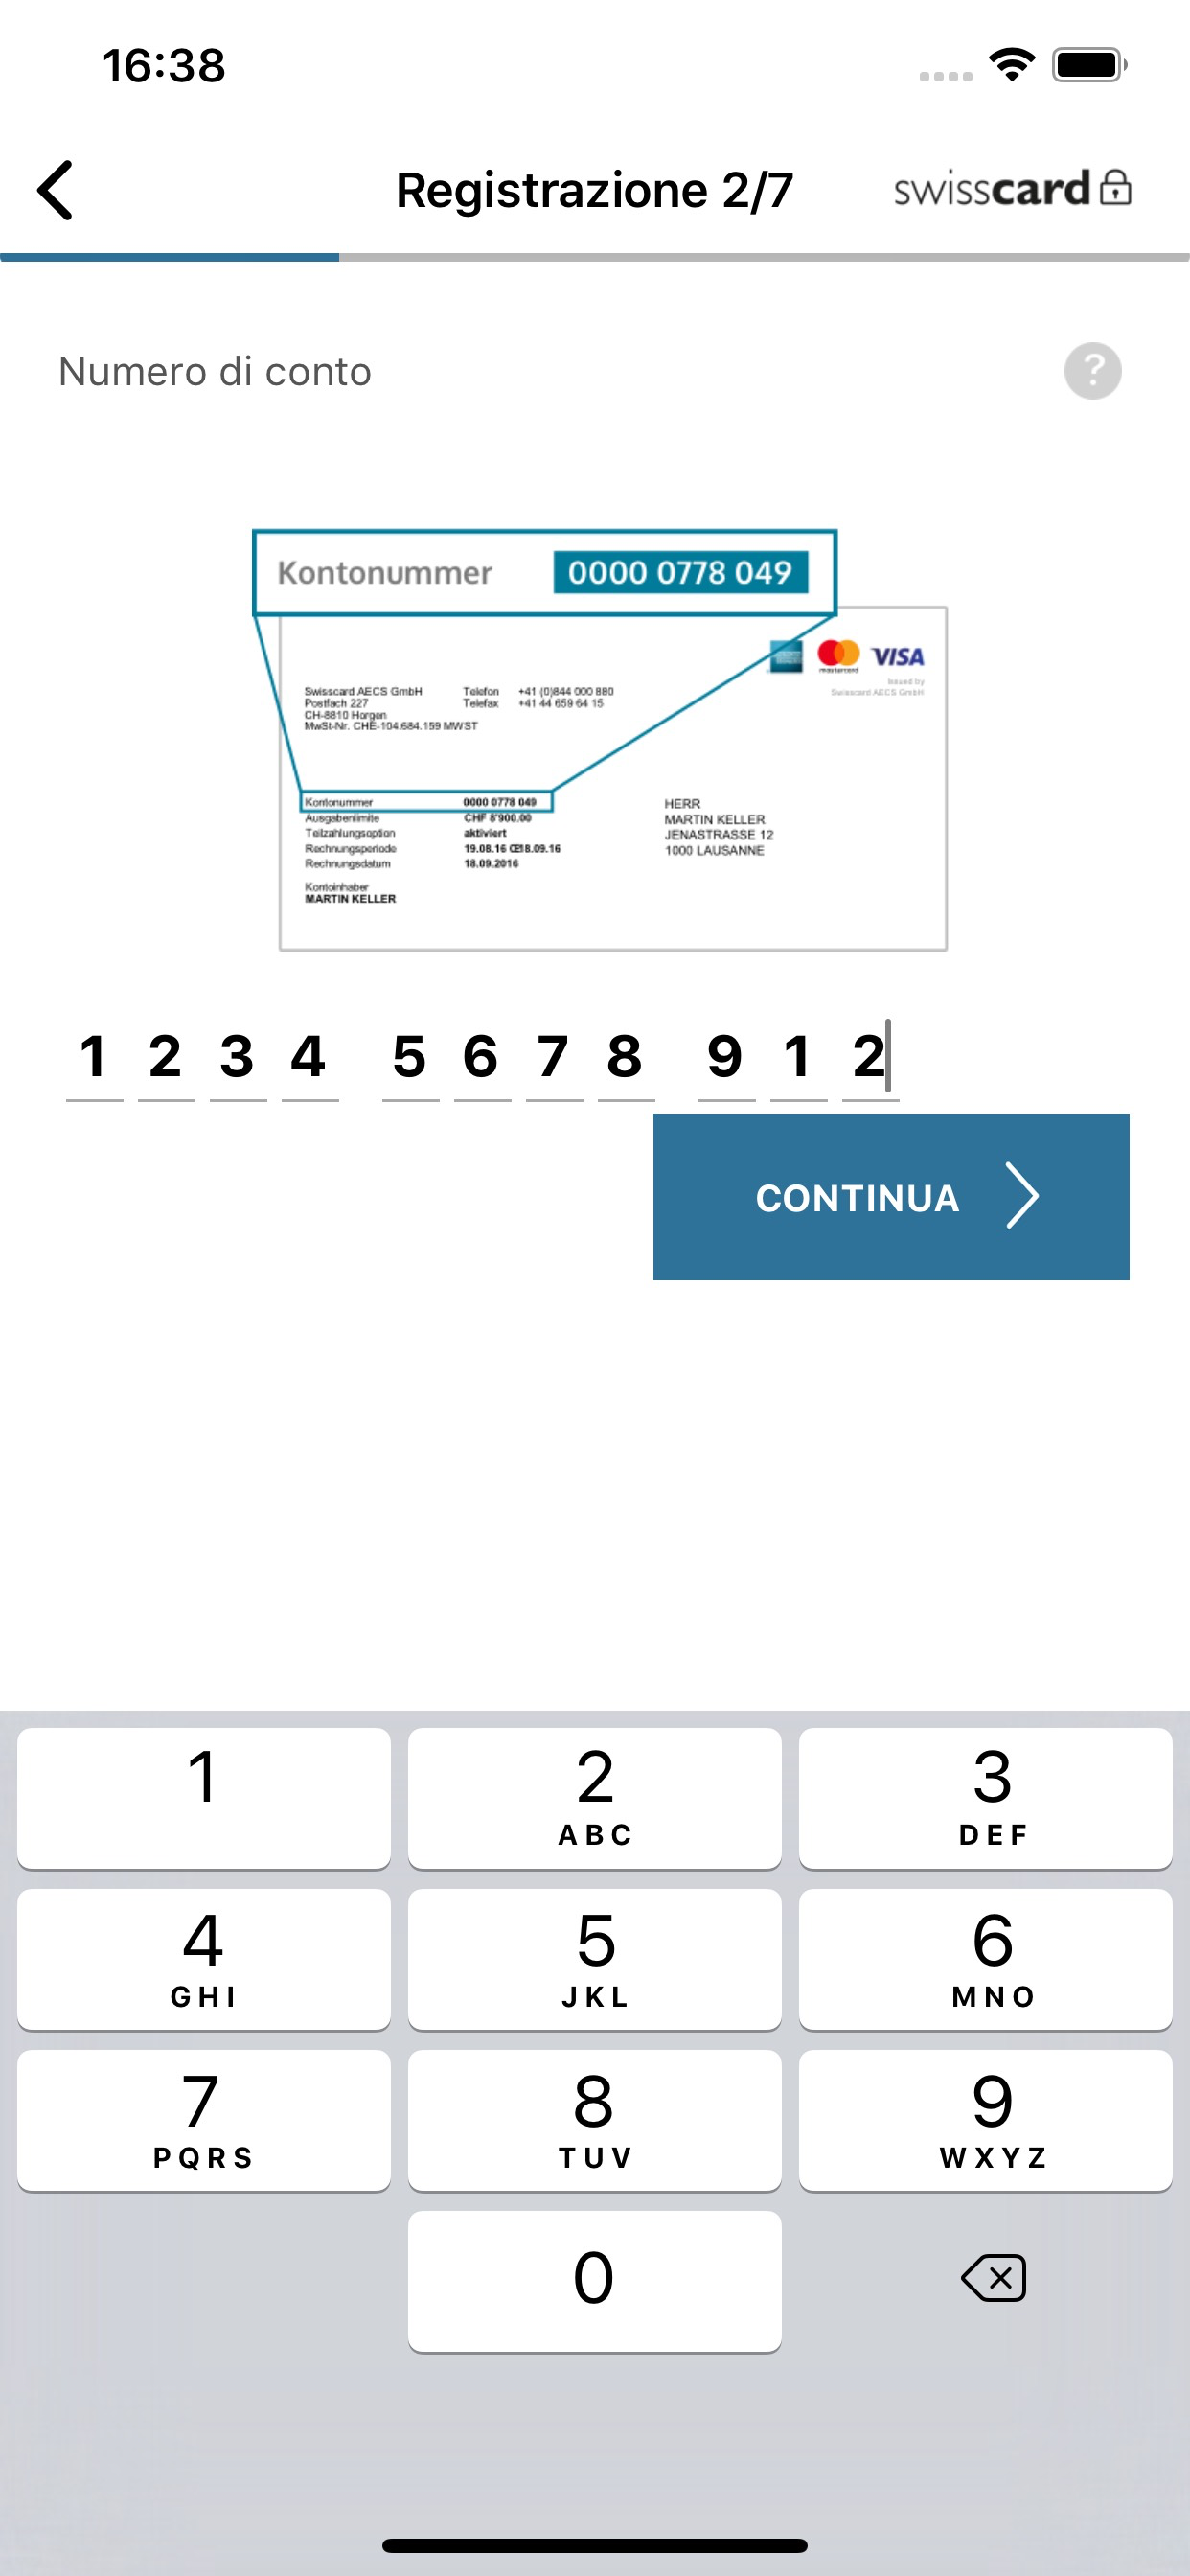 16:38
Registrazione 2/7
swisscard
Numero di conto
?
Kontonummer 0000 0778 049
mastercard
VISA
Issued by
Swisscard AECS GmbH
Swisscard AECS GmbH Telefon +41 (0)844 000 880
Postfach 227 Telefax +41 44 659 64 15
CH-8810 Horgen
MwSt-Nr. CHE-104.684.159 MWST
Kontonummer 0000 0778 049
Ausgabenlimite CHF 8'900.00
Teilzahlungsoption aktiviert
Rechnungsperiode 19.08.16 Œ18.09.16
Rechnungsdatum 18.09.2016
Kontoinhaber
MARTIN KELLER
HERR
MARTIN KELLER
JENASTRASSE 12
1000 LAUSANNE
1 2 3 4 5 6 7 8 9 1 2
CONTINUA
1
2
ABC
3
DEF
4
GHI
5
JKL
6
MNO
7
PQRS
8
TUV
9
WXYZ
0